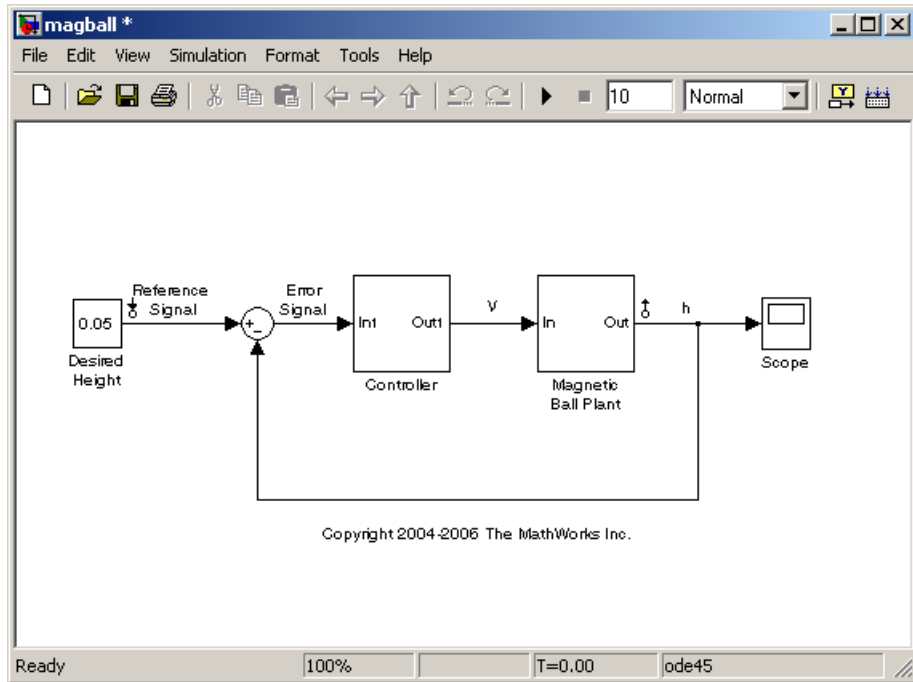 magball *
File Edit View Simulation Format Tools Help
10 Normal
Reference
Signal
Error
Signal
0.05
Desired
Height
+
-
In1 Out1
Controller
V
In Out
Magnetic
Ball Plant
h
Scope
Copyright 2004-2006 The MathWorks Inc.
Ready 100% T=0.00 ode45